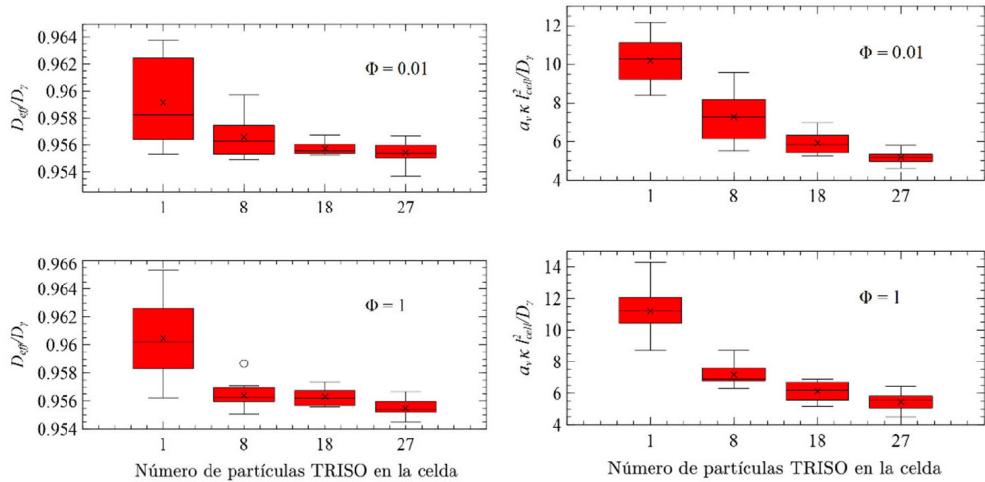 0.964
0.962
0.96
0.958
0.956
0.954
D_eff/D_γ
Φ = 0.01
1 8 18 27
12
10
8
6
4
a_v κ l²_cell/D_γ
Φ = 0.01
1 8 18 27
0.966
0.964
0.962
0.96
0.958
0.956
0.954
D_eff/D_γ
Φ = 1
1 8 18 27
Número de partículas TRISO en la celda
14
12
10
8
6
4
a_v κ l²_cell/D_γ
Φ = 1
1 8 18 27
Número de partículas TRISO en la celda